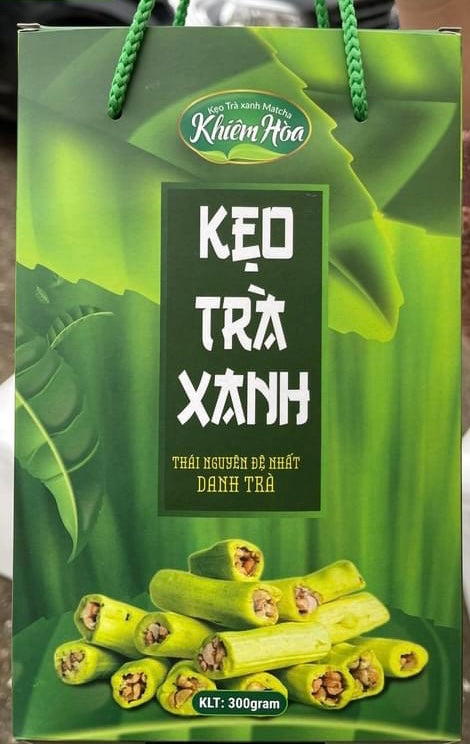 Kẹo Trà xanh Matcha
Khiêm Hòa
KẸO
TRÀ
XANH
THÁI NGUYÊN ĐỆ NHẤT
DANH TRÀ
KLT: 300gram